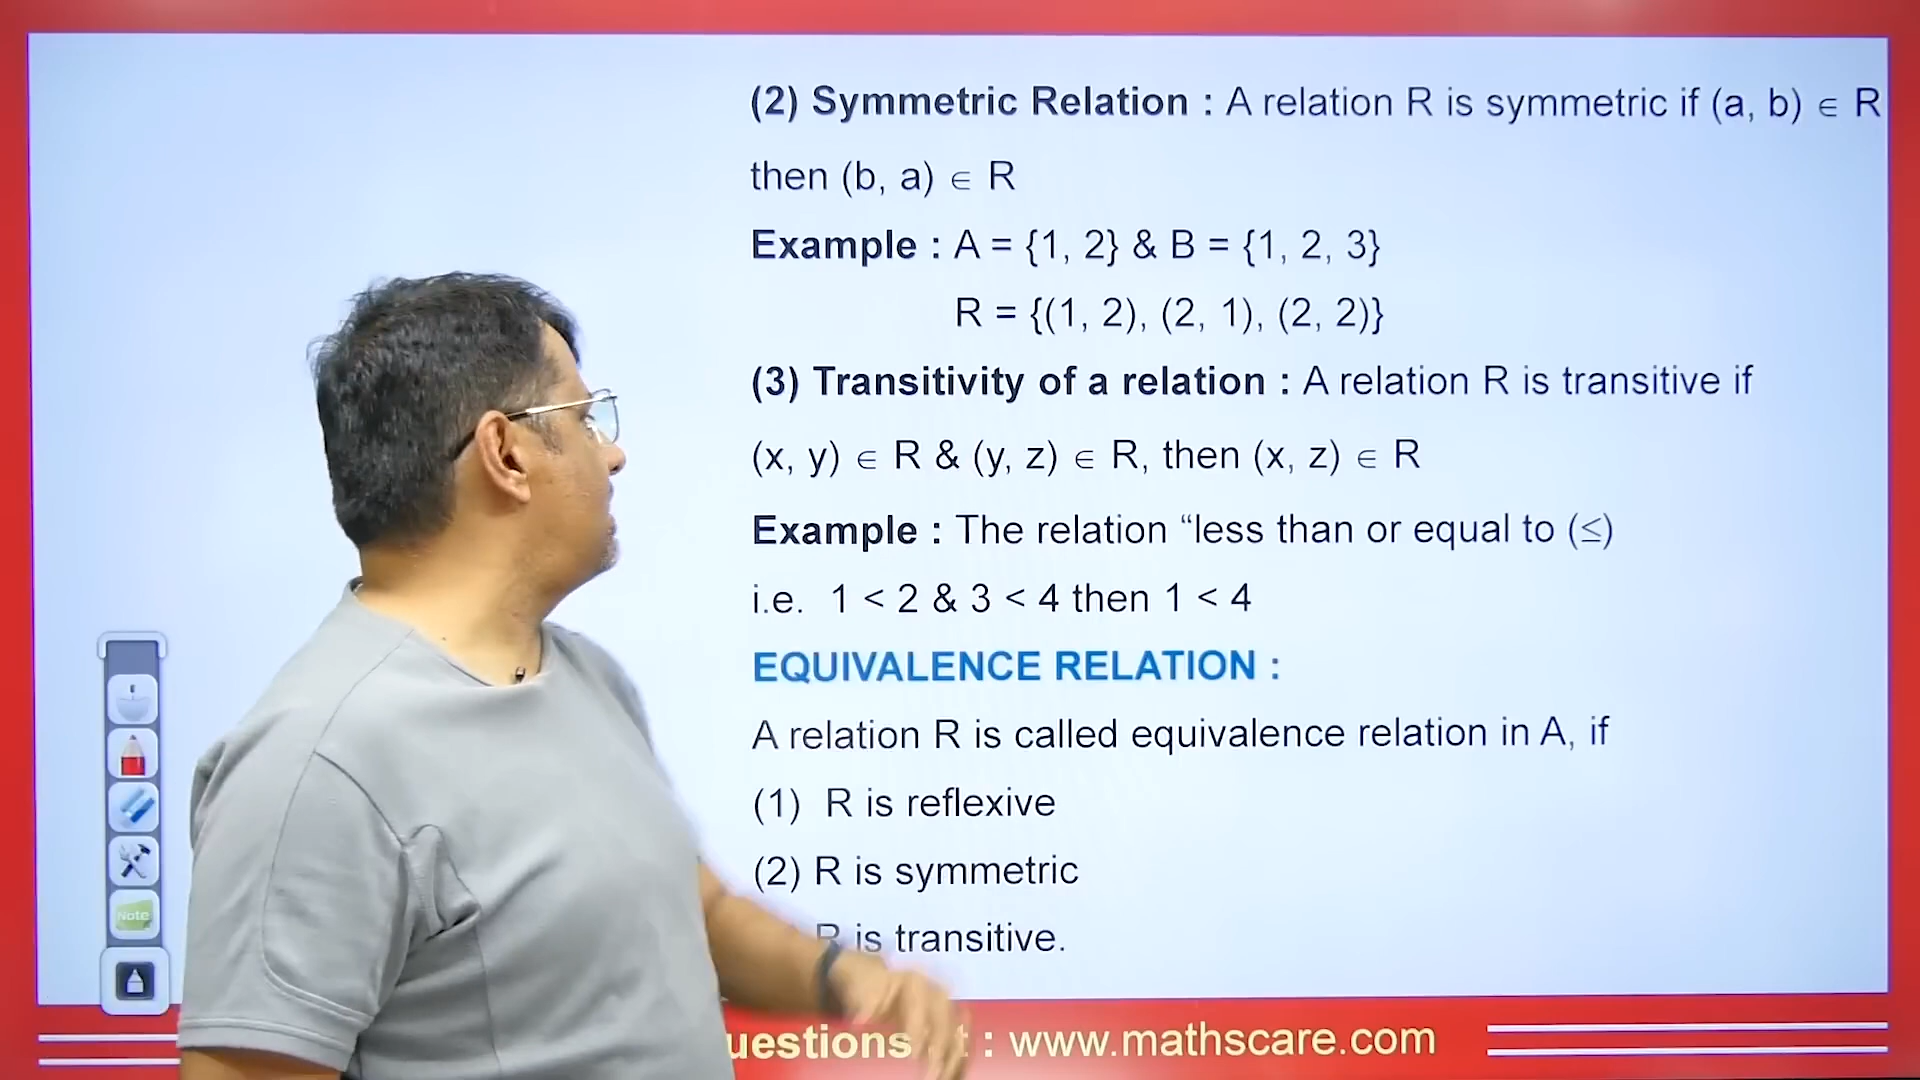 (2) Symmetric Relation : A relation R is symmetric if (a, b) ∈ R
then (b, a) ∈ R
Example : A = {1, 2} & B = {1, 2, 3}
R = {(1, 2), (2, 1), (2, 2)}
(3) Transitivity of a relation : A relation R is transitive if
(x, y) ∈ R & (y, z) ∈ R, then (x, z) ∈ R
Example : The relation “less than or equal to (≤)
i.e. 1 < 2 & 3 < 4 then 1 < 4
EQUIVALENCE RELATION :
A relation R is called equivalence relation in A, if
(1) R is reflexive
(2) R is symmetric
R is transitive.
Note
: www.mathscare.com